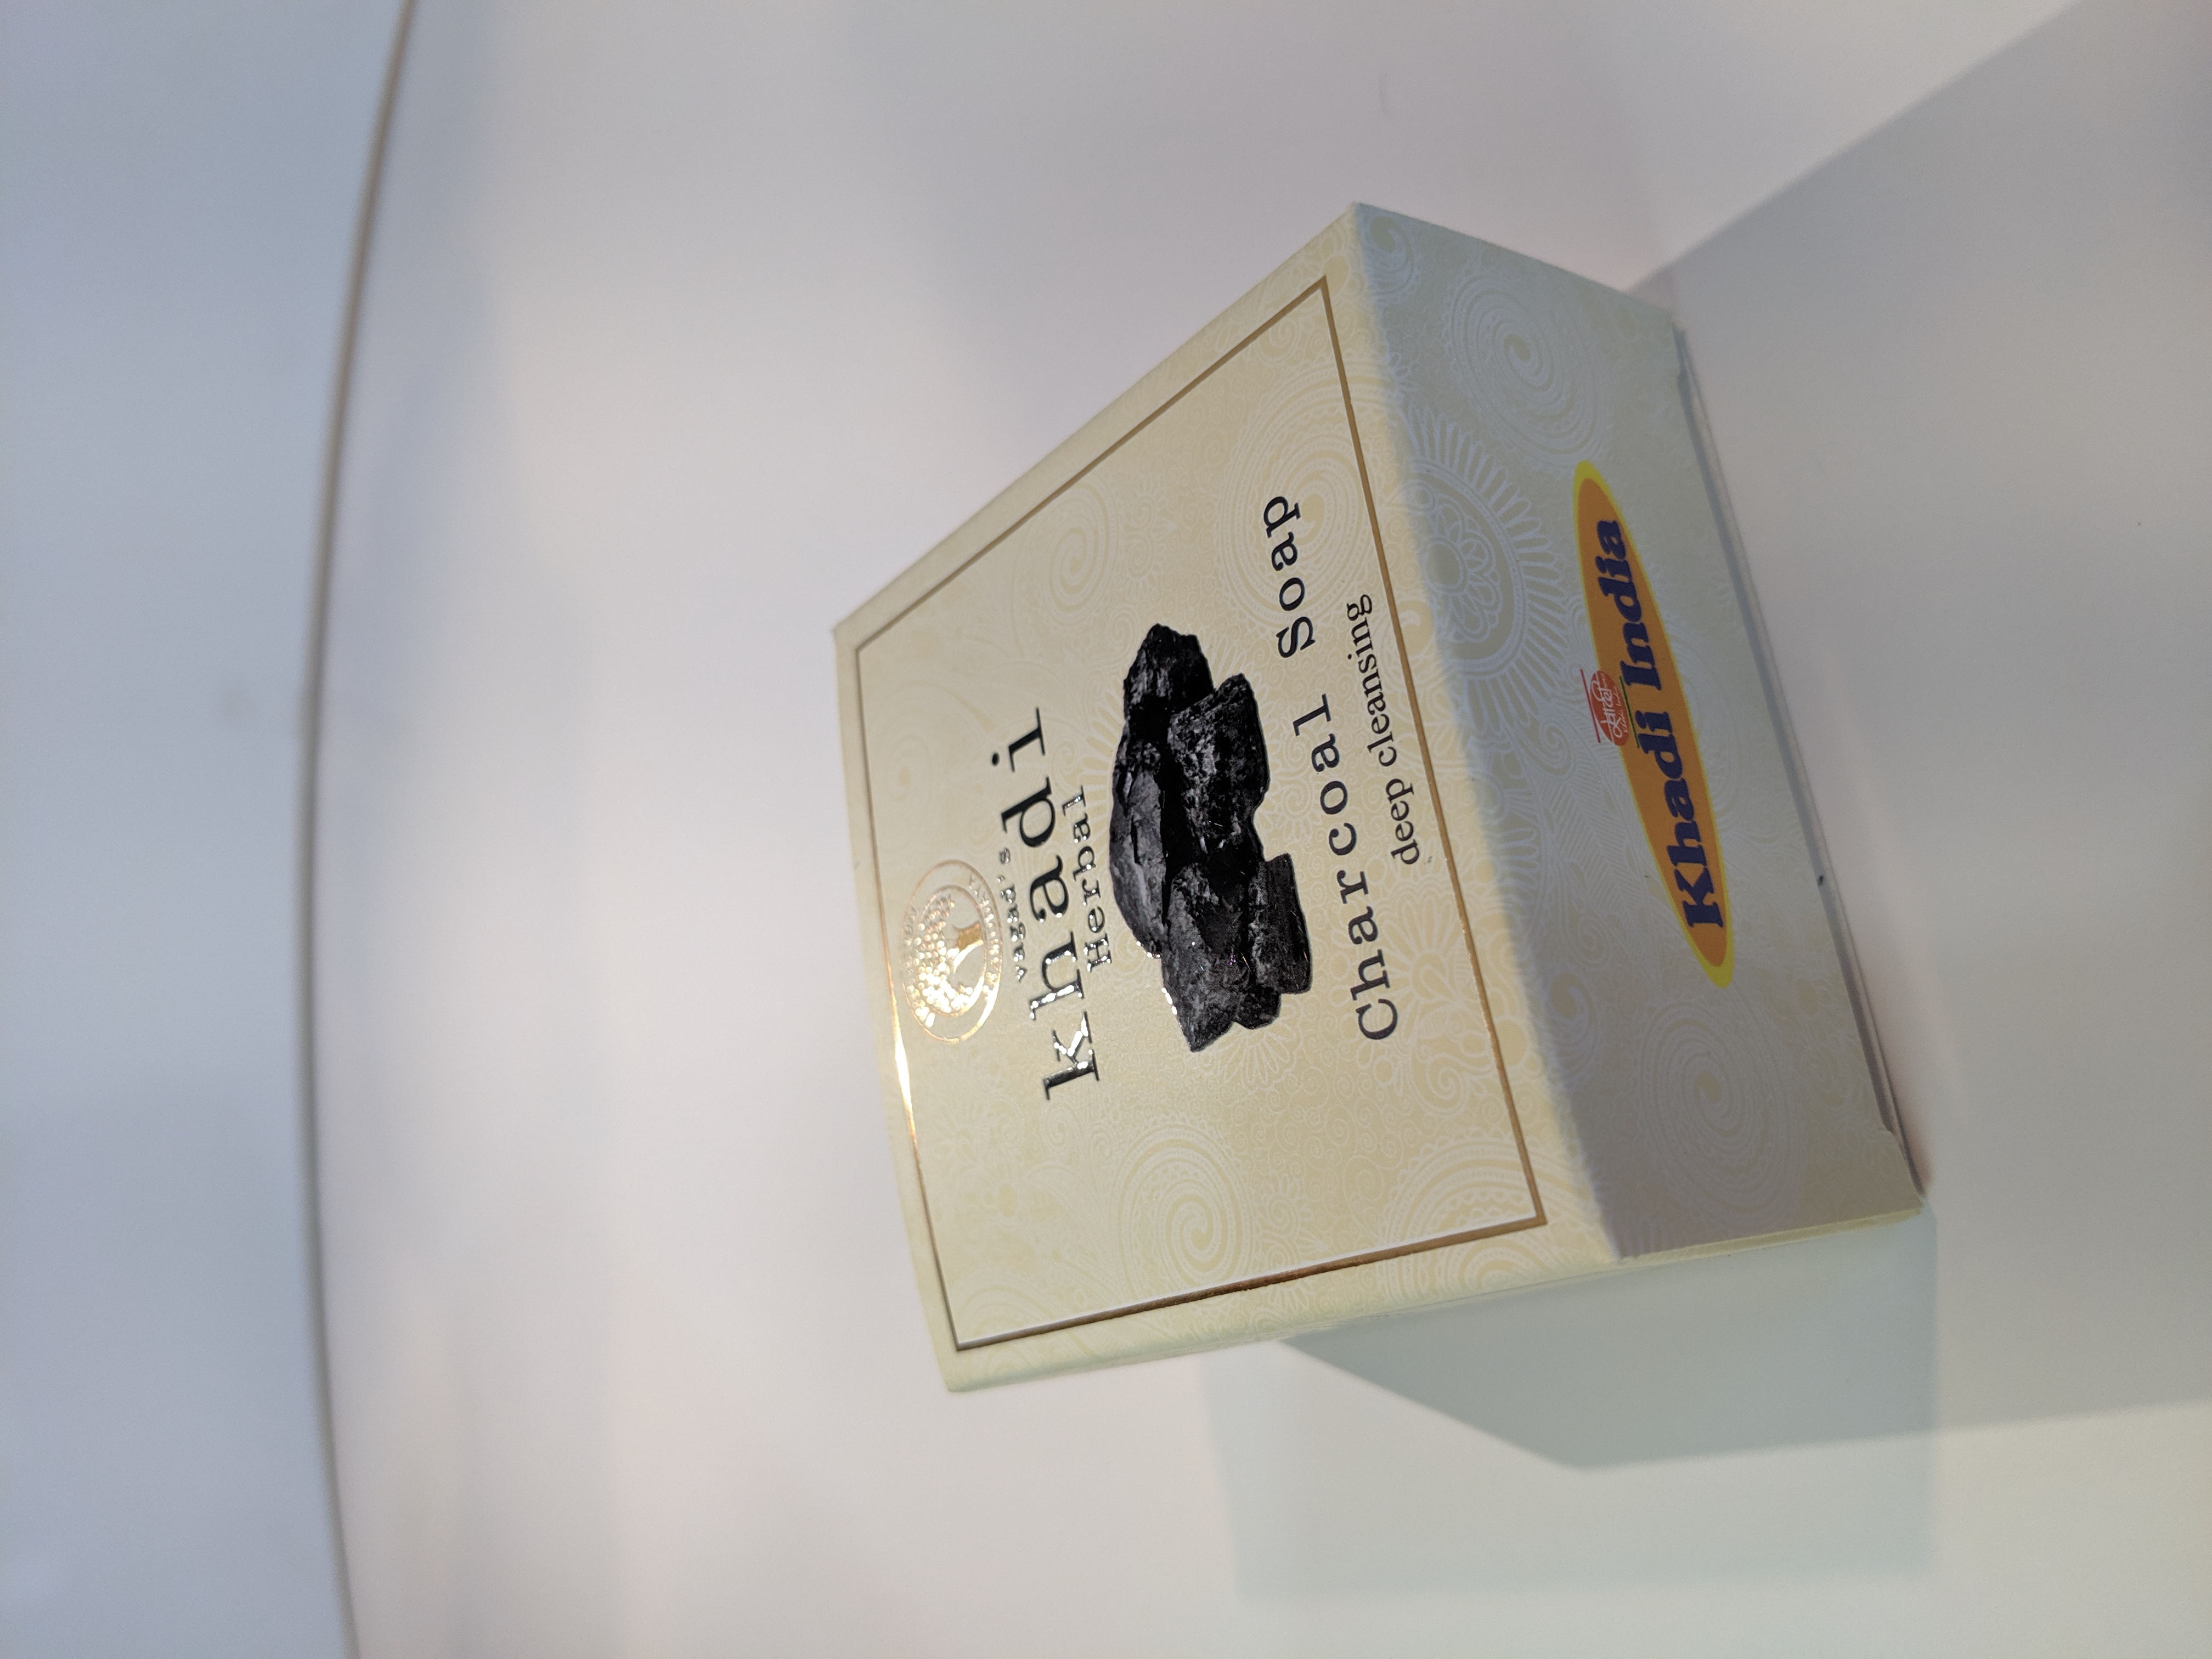 vagad's
khadi
Herbal
Charcoal Soap
deep cleansing
खादी
Khadi India